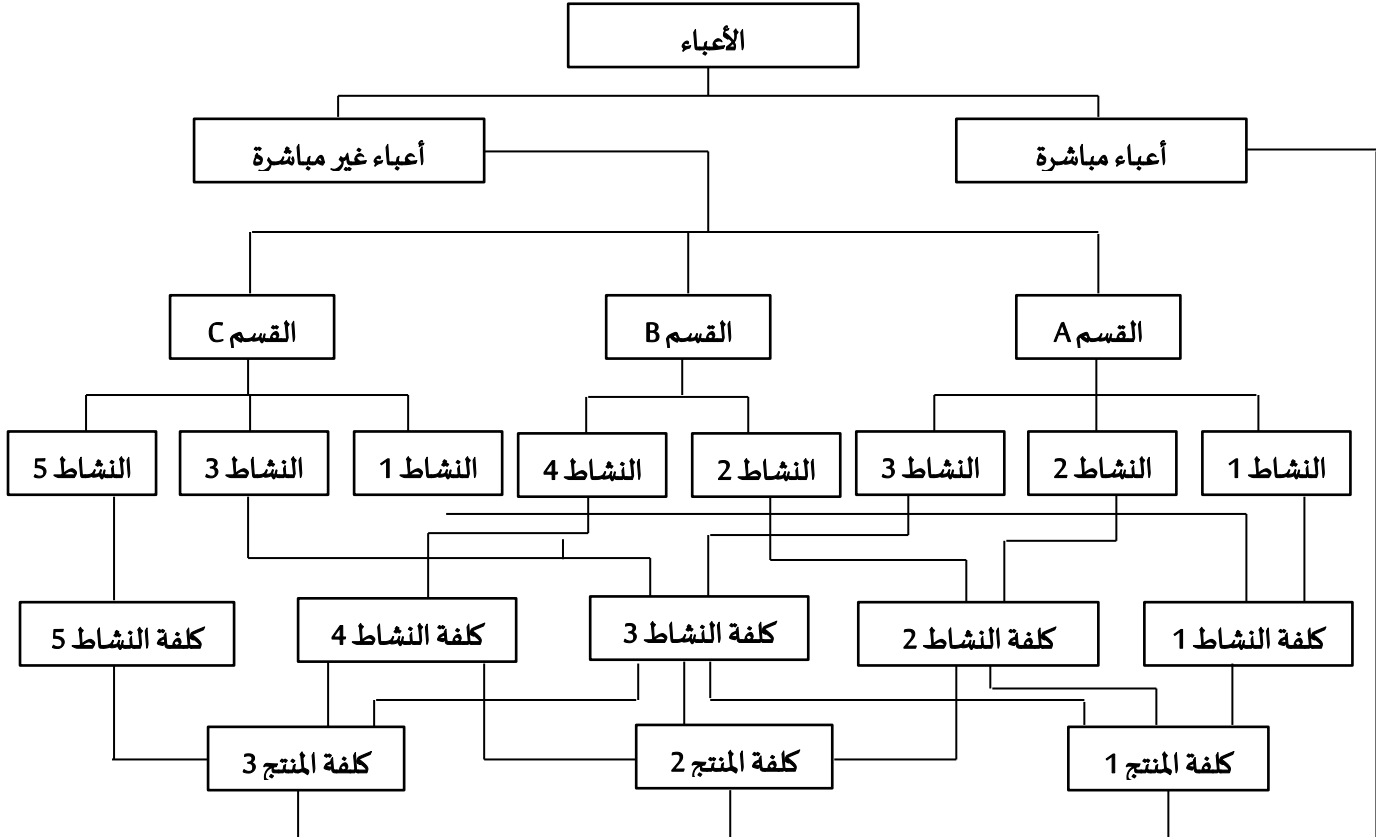 الأعباء
أعباء مباشرة
أعباء غير مباشرة
القسم A
القسم B
القسم C
النشاط 1
النشاط 2
النشاط 3
النشاط 2
النشاط 4
النشاط 1
النشاط 3
النشاط 5
كلفة النشاط 1
كلفة النشاط 2
كلفة النشاط 3
كلفة النشاط 4
كلفة النشاط 5
كلفة المنتج 1
كلفة المنتج 2
كلفة المنتج 3